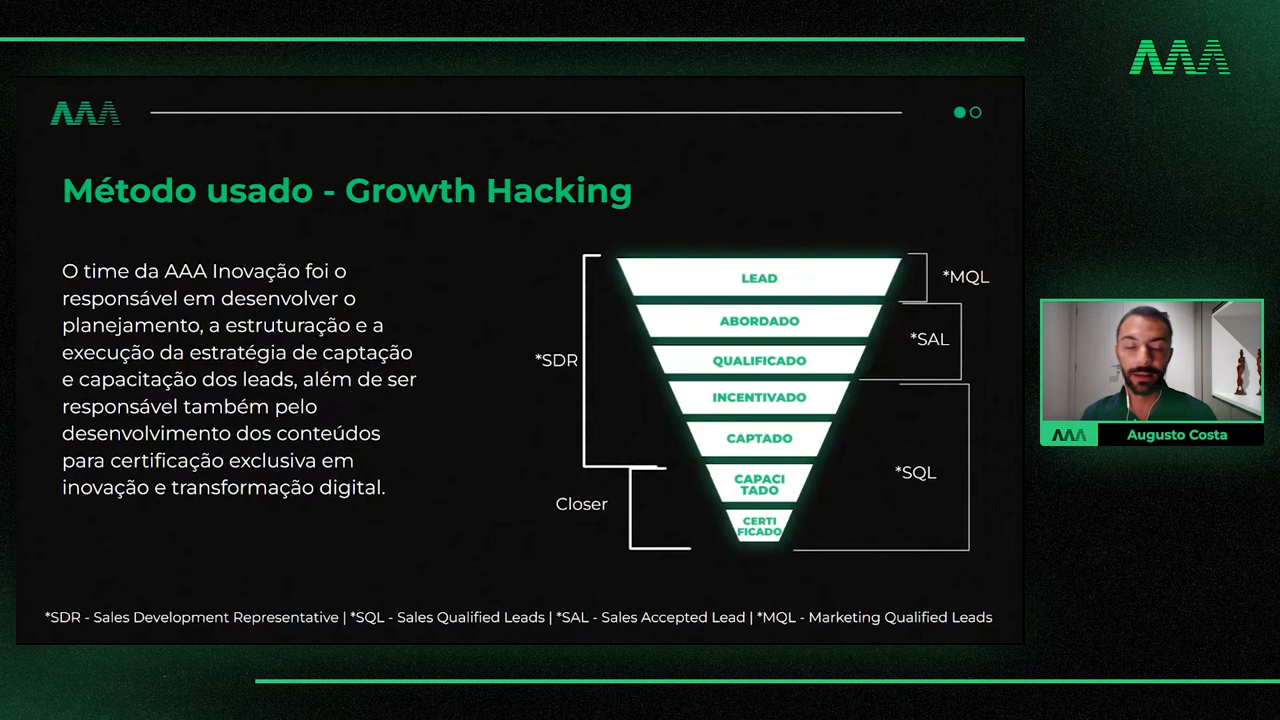 AAA
AAA
Método usado - Growth Hacking
O time da AAA Inovação foi o
responsável em desenvolver o
planejamento, a estruturação e a
execução da estratégia de captação
e capacitação dos leads, além de ser
responsável também pelo
desenvolvimento dos conteúdos
para certificação exclusiva em
inovação e transformação digital.
*SDR
Closer
LEAD
ABORDADO
QUALIFICADO
INCENTIVADO
CAPTADO
CAPACI
TADO
CERTI
FICADO
*MQL
*SAL
*SQL
*SDR - Sales Development Representative | *SQL - Sales Qualified Leads | *SAL - Sales Accepted Lead | *MQL - Marketing Qualified Leads
AAA
Augusto Costa